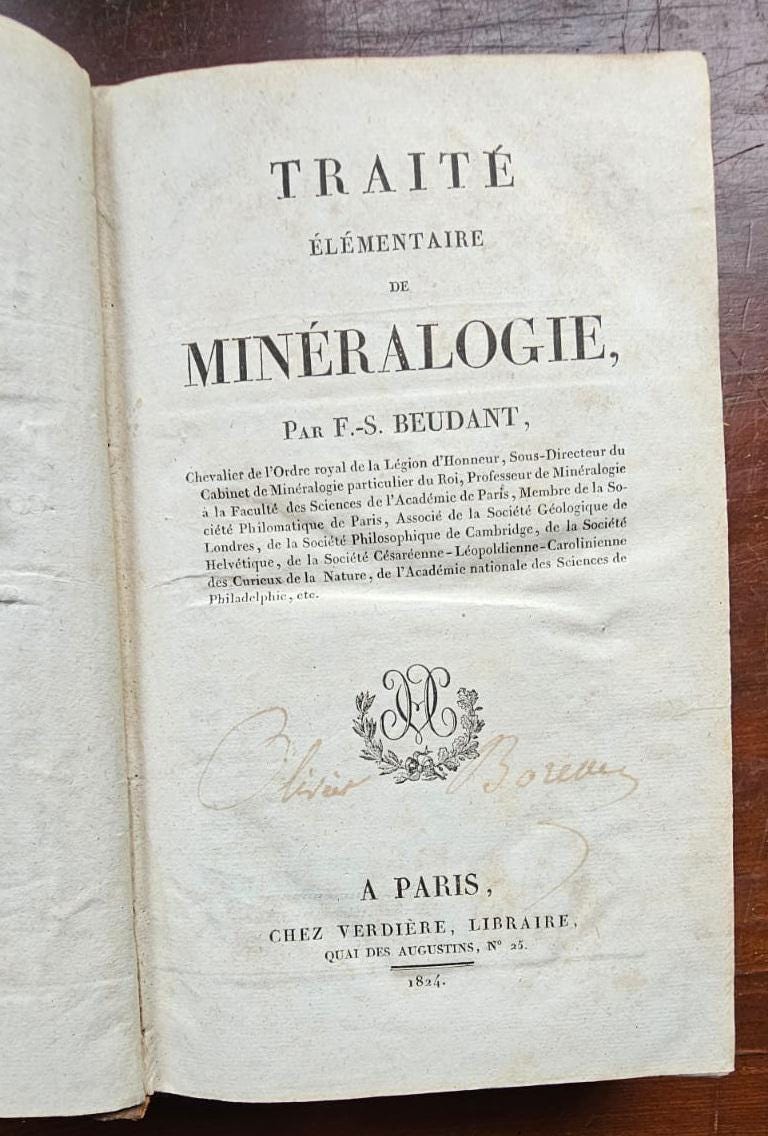 TRAITÉ
ÉLÉMENTAIRE
DE
MINÉRALOGIE,
PAR F.-S. BEUDANT,
Chevalier de l'Ordre royal de la Légion d'Honneur, Sous-Directeur du
Cabinet de Minéralogie particulier du Roi, Professeur de Minéralogie
à la Faculté des Sciences de l'Académie de Paris, Membre de la So-
ciété Philomatique de Paris, Associé de la Société Géologique de
Londres, de la Société Philosophique de Cambridge, de la Société
Helvétique, de la Société Césaréenne-Léopoldienne-Carolinienne
des Curieux de la Nature, de l'Académie nationale des Sciences de
Philadelphie, etc.
Olivier
A PARIS,
CHEZ VERDIÈRE, LIBRAIRE,
QUAI DES AUGUSTINS, N° 25.
1824.